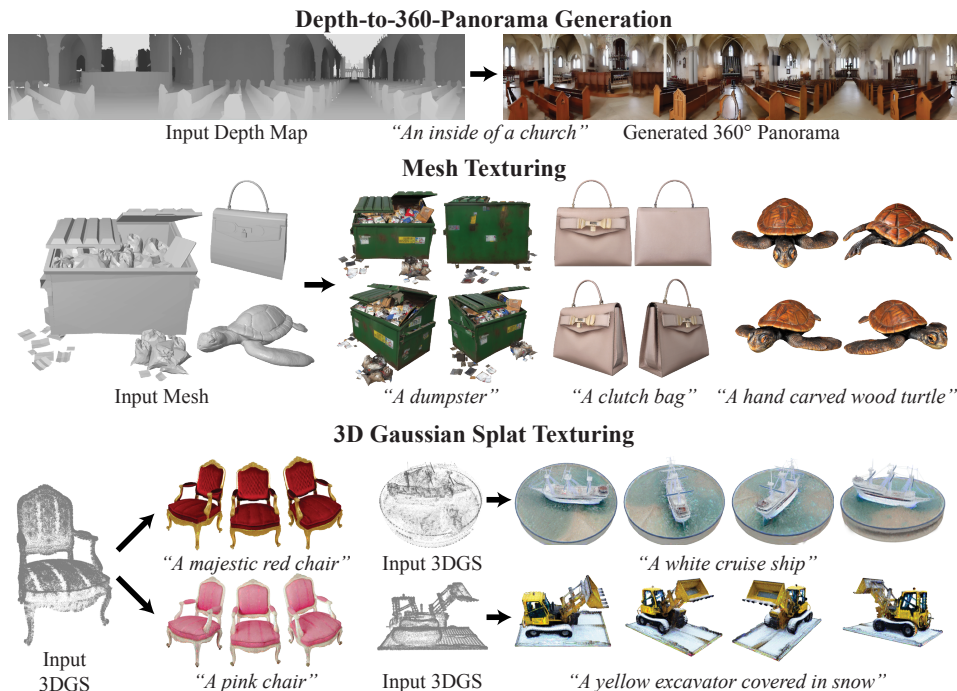 Depth-to-360-Panorama Generation
Input Depth Map
“An inside of a church”
Generated 360° Panorama
Mesh Texturing
Input Mesh
“A dumpster”
“A clutch bag”
“A hand carved wood turtle”
3D Gaussian Splat Texturing
“A majestic red chair”
Input 3DGS
“A white cruise ship”
Input
3DGS
“A pink chair”
Input 3DGS
“A yellow excavator covered in snow”